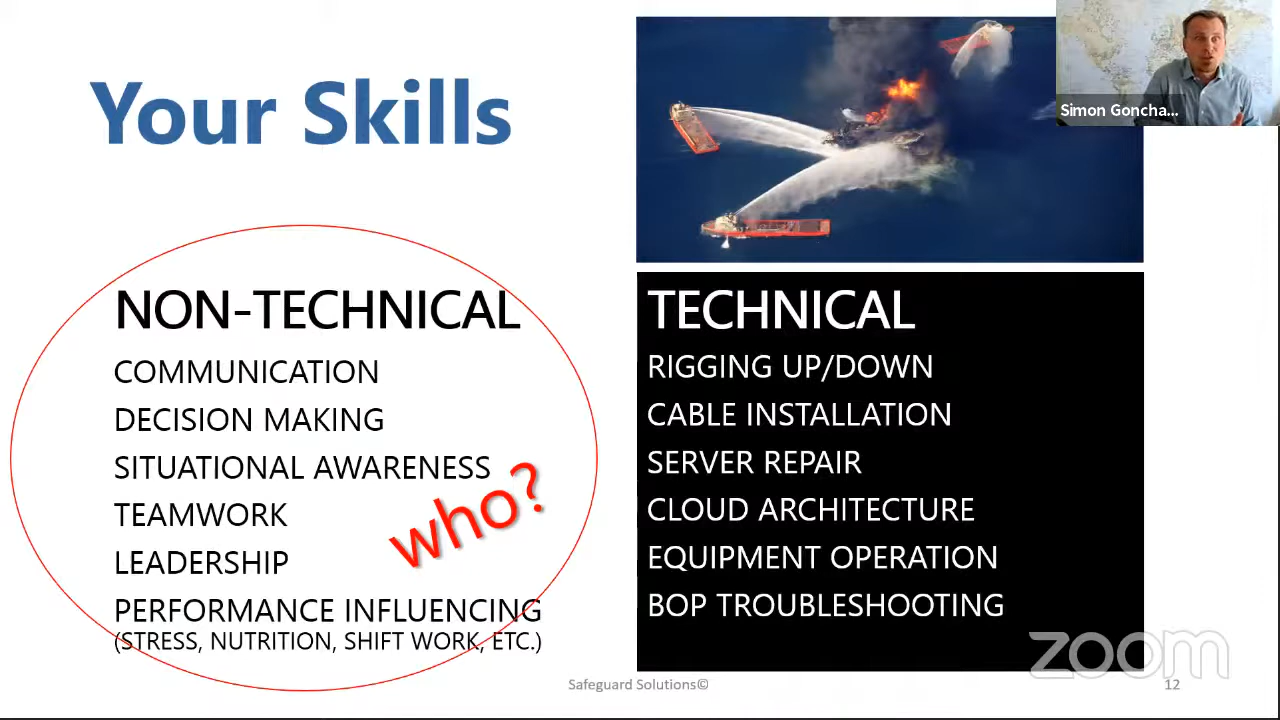 Your Skills
Simon Goncha...
NON-TECHNICAL
COMMUNICATION
DECISION MAKING
SITUATIONAL AWARENESS
TEAMWORK
LEADERSHIP
PERFORMANCE INFLUENCING
(STRESS, NUTRITION, SHIFT WORK, ETC.)
who?
TECHNICAL
RIGGING UP/DOWN
CABLE INSTALLATION
SERVER REPAIR
CLOUD ARCHITECTURE
EQUIPMENT OPERATION
BOP TROUBLESHOOTING
zoom
Safeguard Solutions©
12